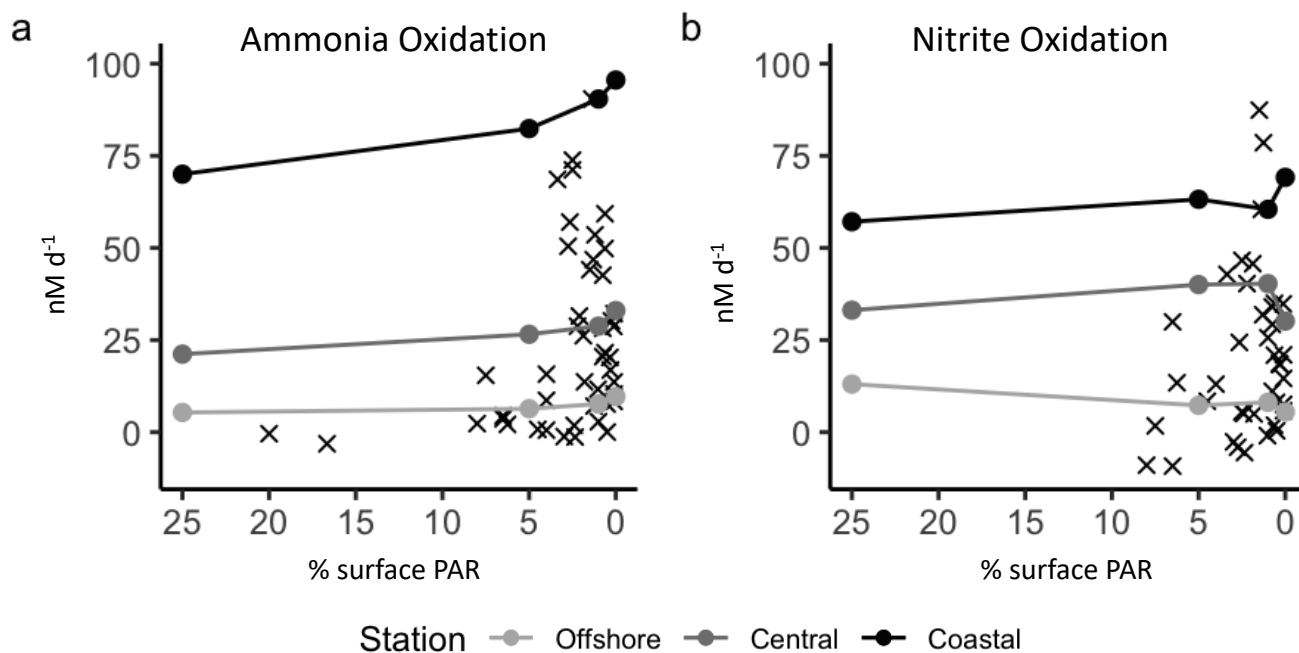 a
Ammonia Oxidation
100
75
50
25
0
nM d-1
25 20 15 10 5 0
% surface PAR
b
Nitrite Oxidation
100
75
50
25
0
nM d-1
25 20 15 10 5 0
% surface PAR
Station Offshore Central Coastal